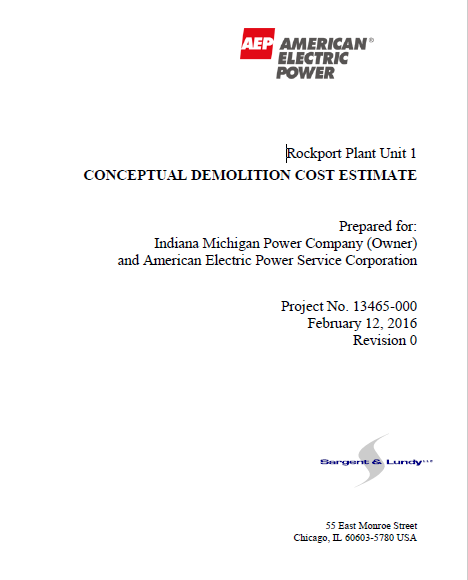 AEP AMERICAN®
ELECTRIC
POWER
Rockport Plant Unit 1
CONCEPTUAL DEMOLITION COST ESTIMATE
Prepared for:
Indiana Michigan Power Company (Owner)
and American Electric Power Service Corporation
Project No. 13465-000
February 12, 2016
Revision 0
Sargent & Lundy LLC
55 East Monroe Street
Chicago, IL 60603-5780 USA